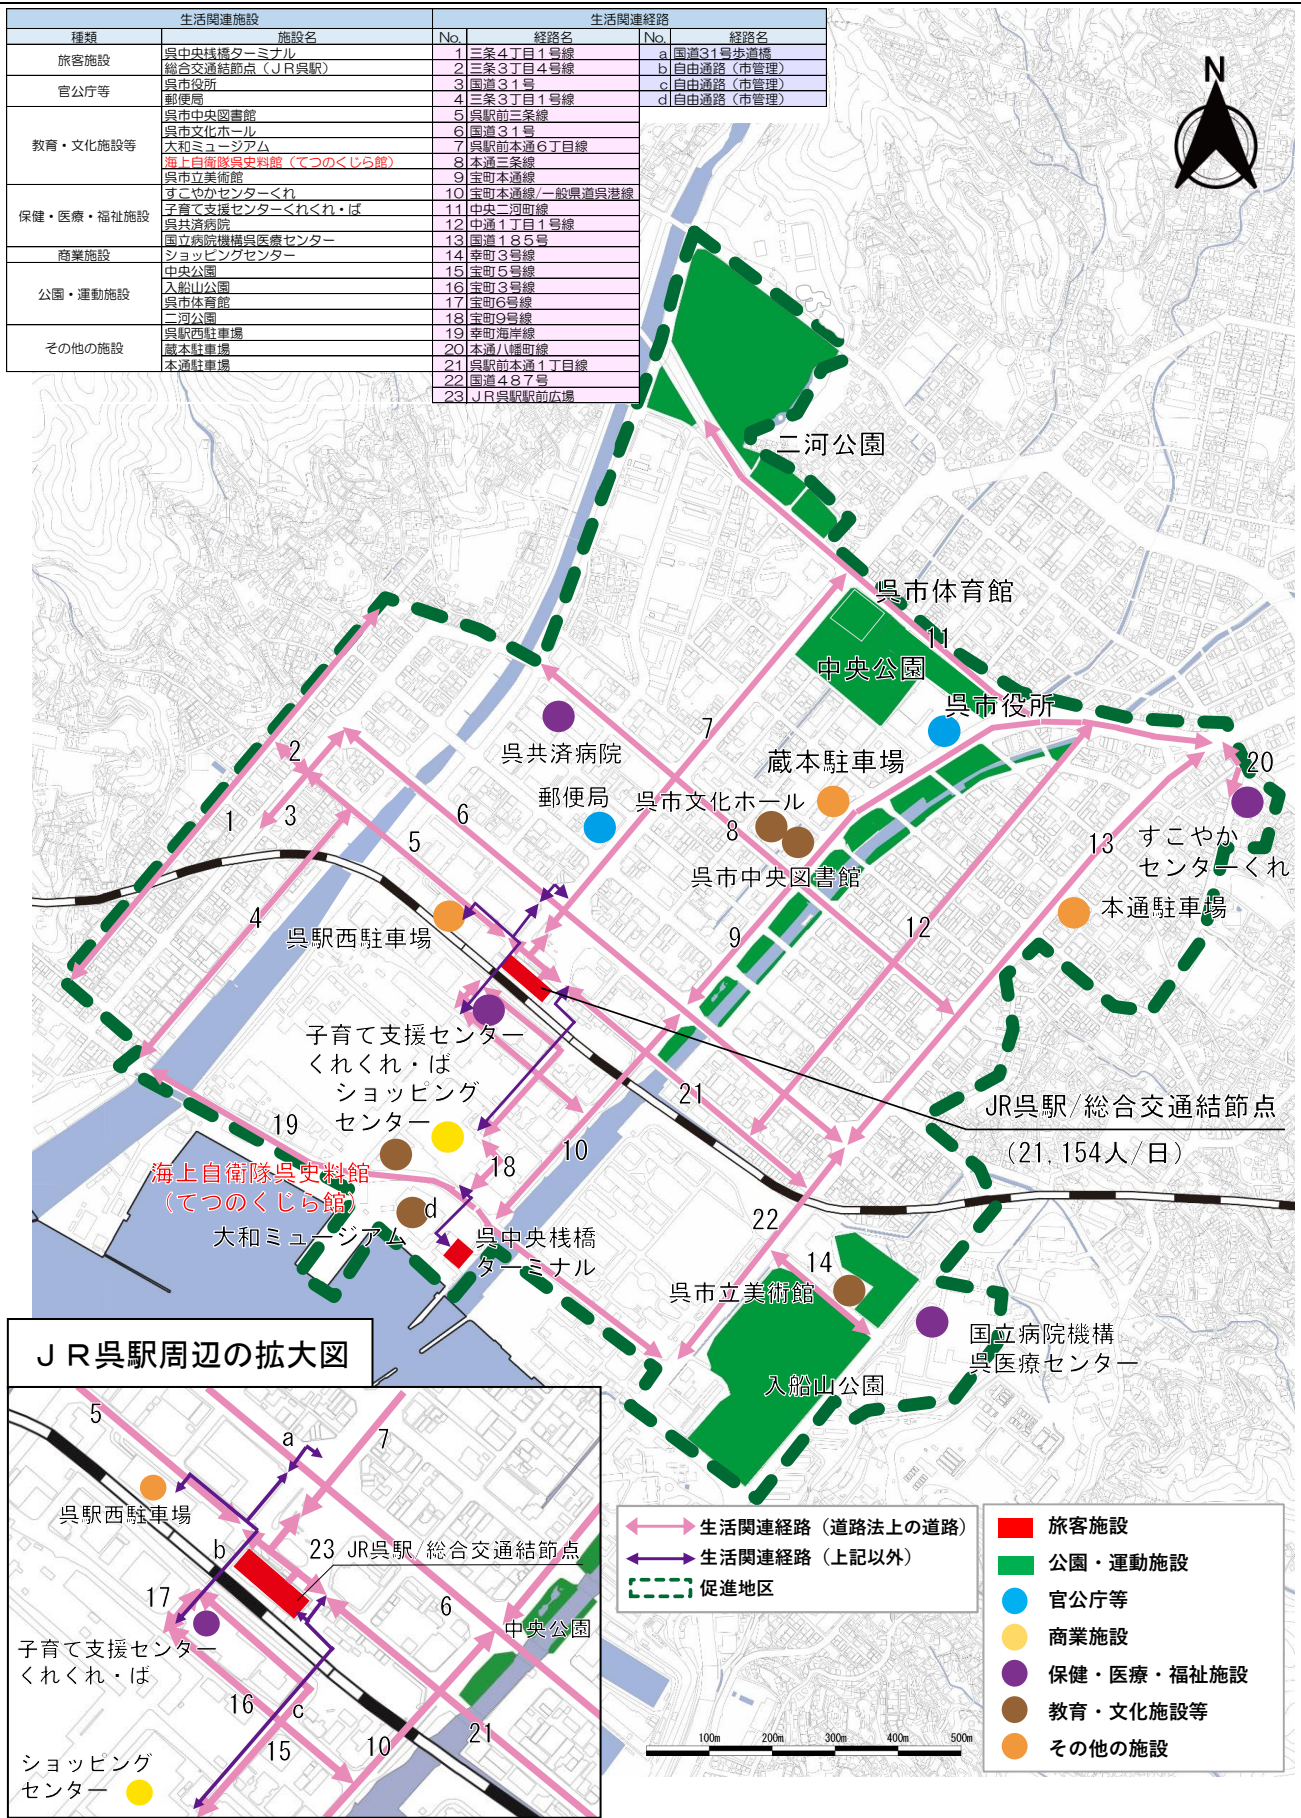 生活関連施設 生活関連経路
種類 施設名 No. 経路名 No. 経路名
旅客施設 呉中央桟橋ターミナル 1 三条4丁目1号線 a 国道31号歩道橋
総合交通結節点（JR呉駅） 2 三条3丁目4号線 b 自由通路（市管理）
官公庁等 呉市役所 3 国道31号 c 自由通路（市管理）
郵便局 4 三条3丁目1号線 d 自由通路（市管理）
教育・文化施設等 呉市中央図書館 5 呉駅前三条線
呉市文化ホール 6 国道31号
大和ミュージアム 7 呉駅前本通6丁目線
海上自衛隊呉史料館（てつのくじら館） 8 本通三条線
呉市立美術館 9 宝町本通線
保健・医療・福祉施設 すこやかセンターくれ 10 宝町本通線/一般県道呉港線
子育て支援センターくれくれ・ば 11 中央二河町線
呉共済病院 12 中通1丁目1号線
国立病院機構呉医療センター 13 国道185号
商業施設 ショッピングセンター 14 幸町3号線
公園・運動施設 中央公園 15 宝町5号線
入船山公園 16 宝町3号線
呉市体育館 17 宝町6号線
二河公園 18 宝町9号線
その他の施設 呉駅西駐車場 19 幸町海岸線
蔵本駐車場 20 本通八幡町線
本通駐車場 21 呉駅前本通1丁目線
22 国道487号
23 JR呉駅駅前広場
N
二河公園
呉市体育館
11
中央公園
呉市役所
7
呉共済病院
蔵本駐車場
20
2
郵便局
呉市文化ホール
6
3
1
8
5
13
すこやか
センターくれ
呉市中央図書館
本通駐車場
4
12
呉駅西駐車場
9
子育て支援センター
くれくれ・ば
ショッピング
センター
21
JR呉駅/総合交通結節点
(21,154人/日)
19
10
18
海上自衛隊呉史料館
（てつのくじら館）
d
22
大和ミュージアム
呉中央桟橋
ターミナル
14
呉市立美術館
国立病院機構
呉医療センター
入船山公園
JR呉駅周辺の拡大図
5
a
7
呉駅西駐車場
b
23 JR呉駅/総合交通結節点
17
6
中央公園
子育て支援センター
くれくれ・ば
16
c
15
10
21
ショッピング
センター
生活関連経路（道路法上の道路）
生活関連経路（上記以外）
促進地区
旅客施設
公園・運動施設
官公庁等
商業施設
保健・医療・福祉施設
教育・文化施設等
その他の施設
100m 200m 300m 400m 500m